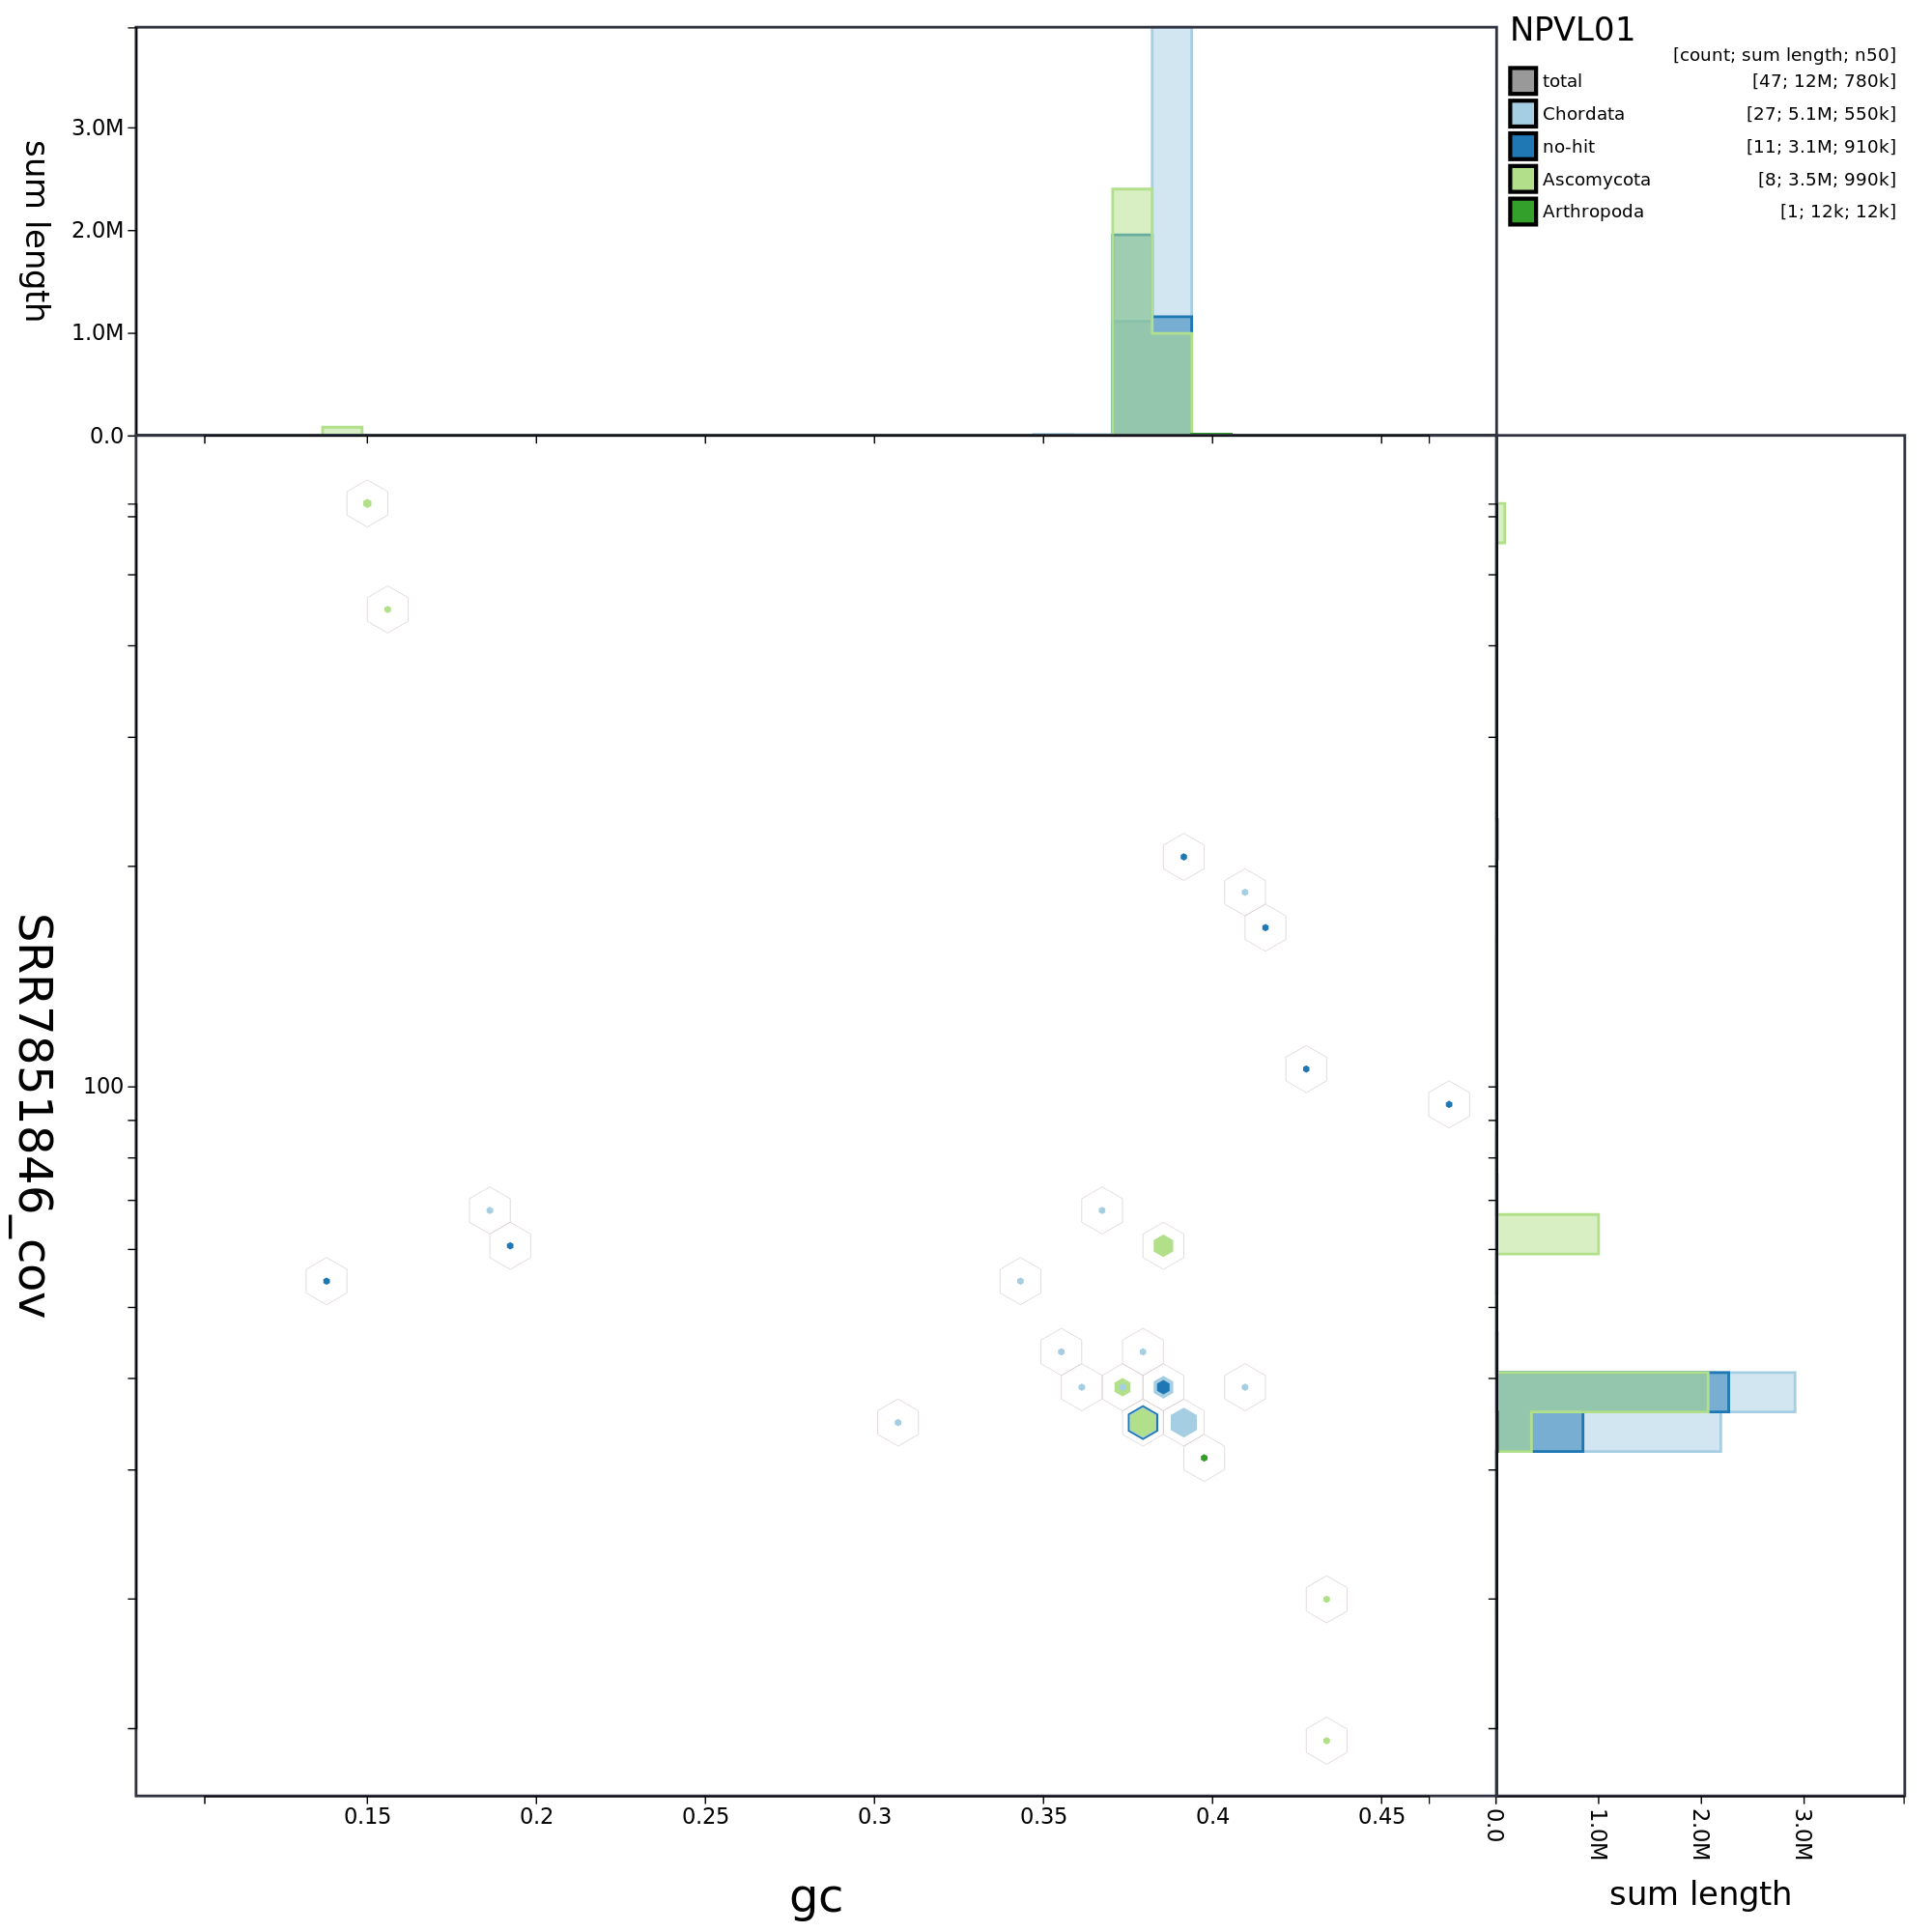 NPVL01
[count; sum length; n50]
total [47; 12M; 780k]
Chordata [27; 5.1M; 550k]
no-hit [11; 3.1M; 910k]
Ascomycota [8; 3.5M; 990k]
Arthropoda [1; 12k; 12k]
sum length
3.0M
2.0M
1.0M
0.0
SRR7851846_cov
100
0.15 0.2 0.25 0.3 0.35 0.4 0.45
gc
0.0 1.0M 2.0M 3.0M
sum length